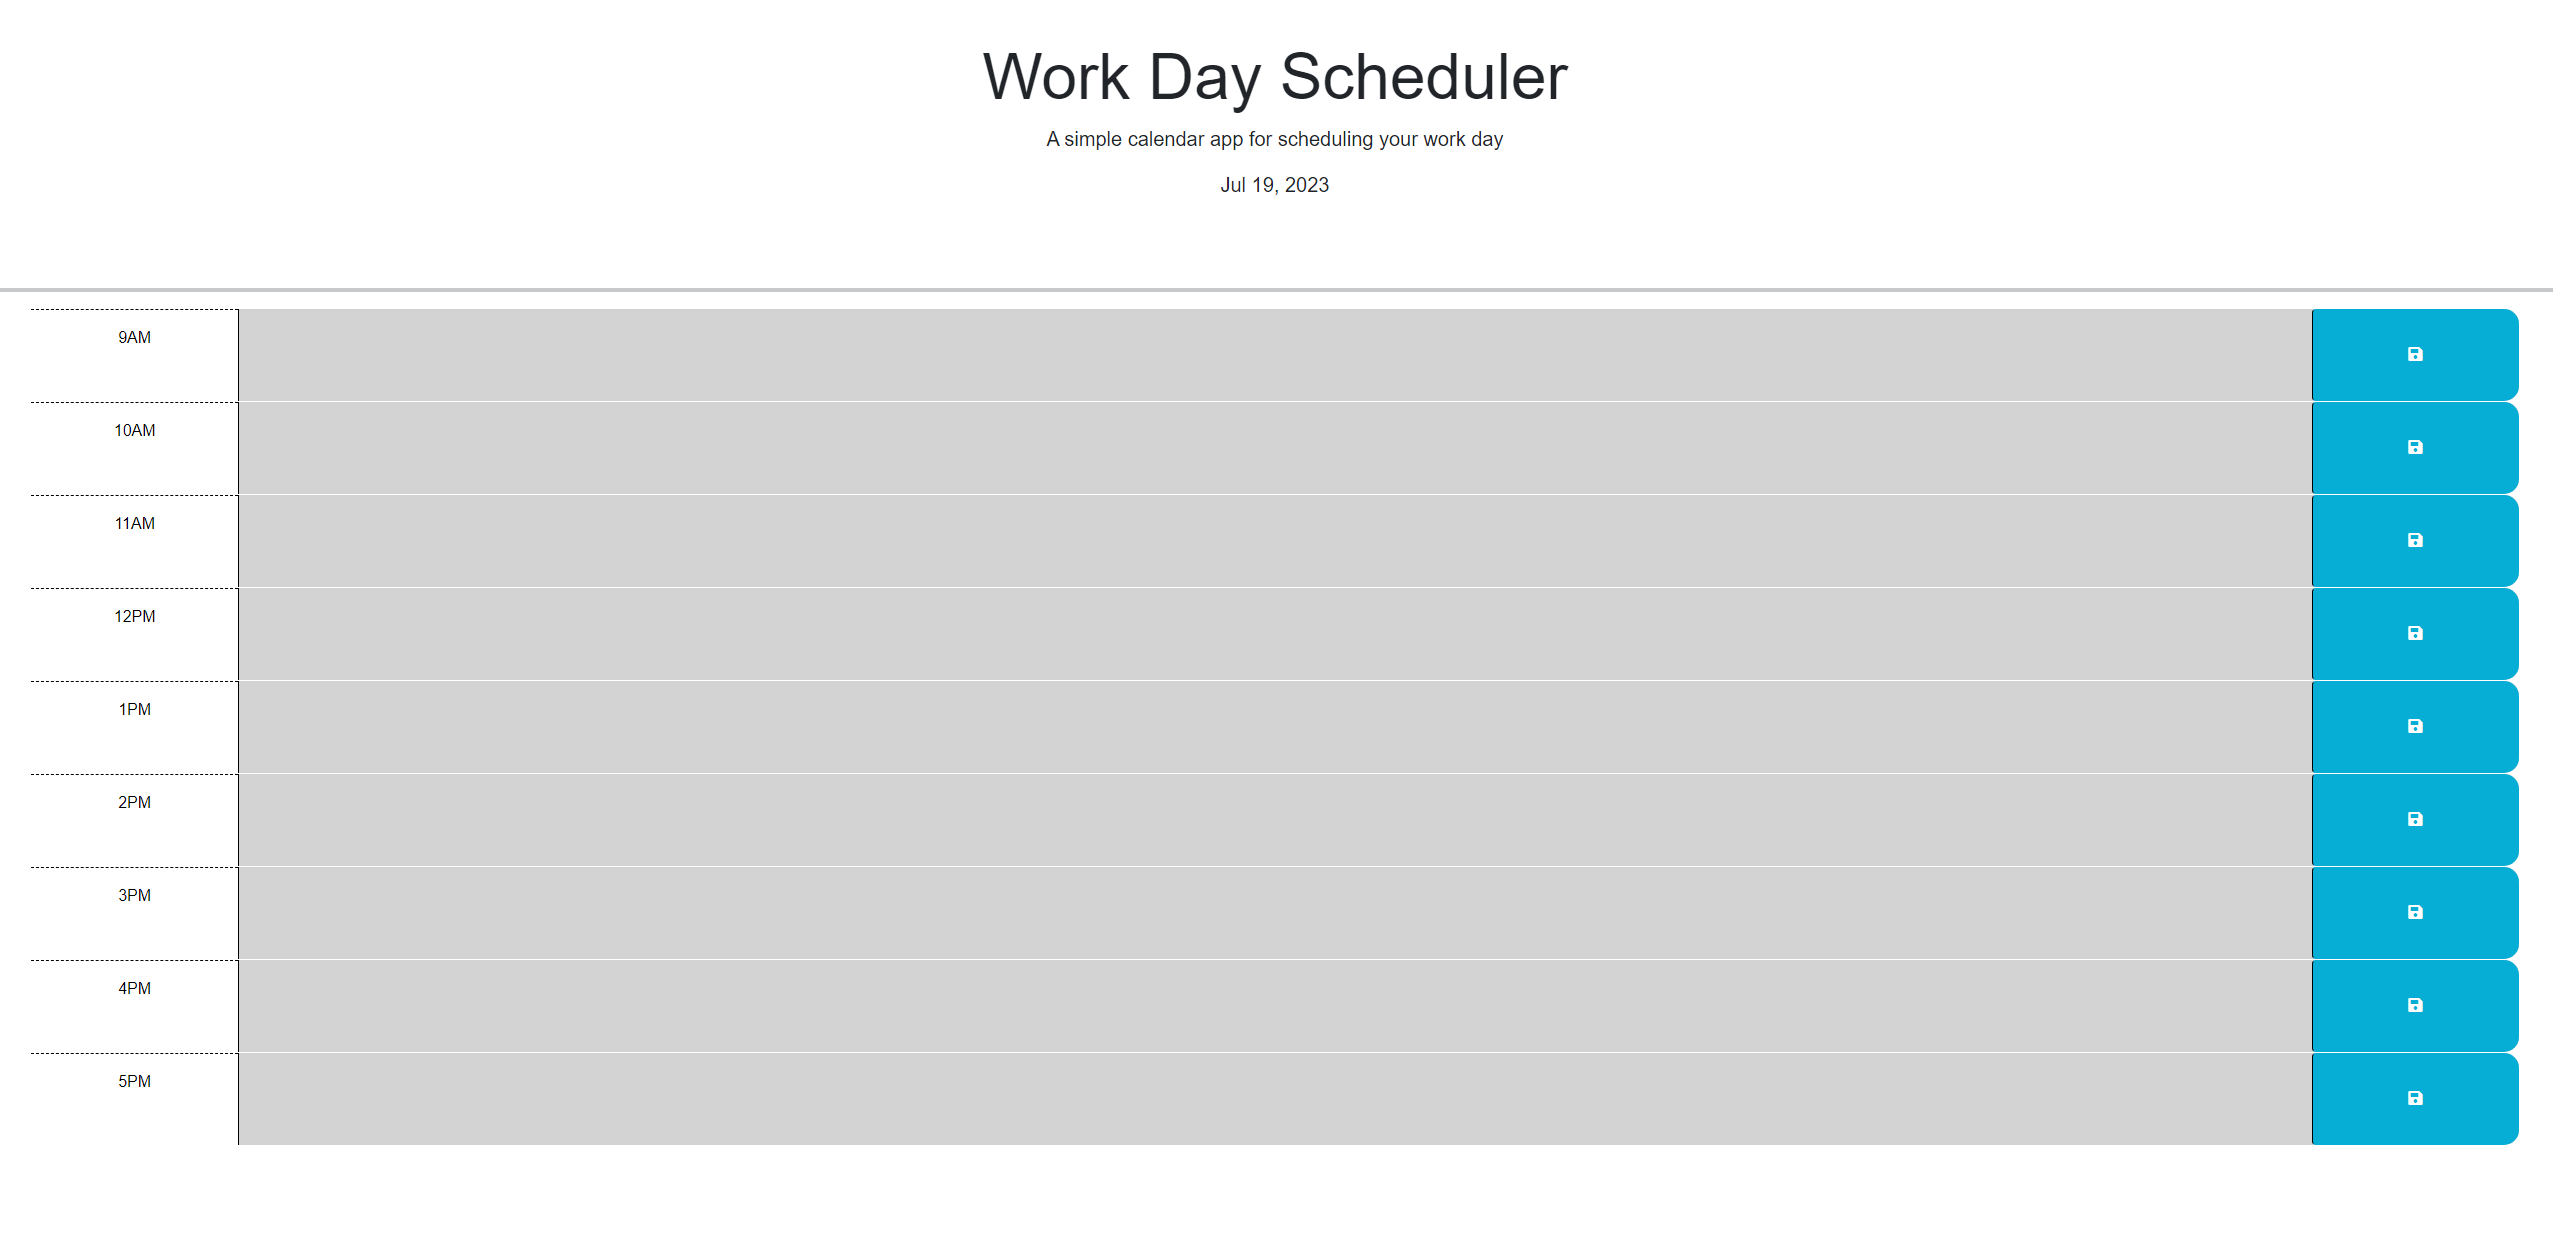 Work Day Scheduler
A simple calendar app for scheduling your work day
Jul 19, 2023
9AM
10AM
11AM
12PM
1PM
2PM
3PM
4PM
5PM